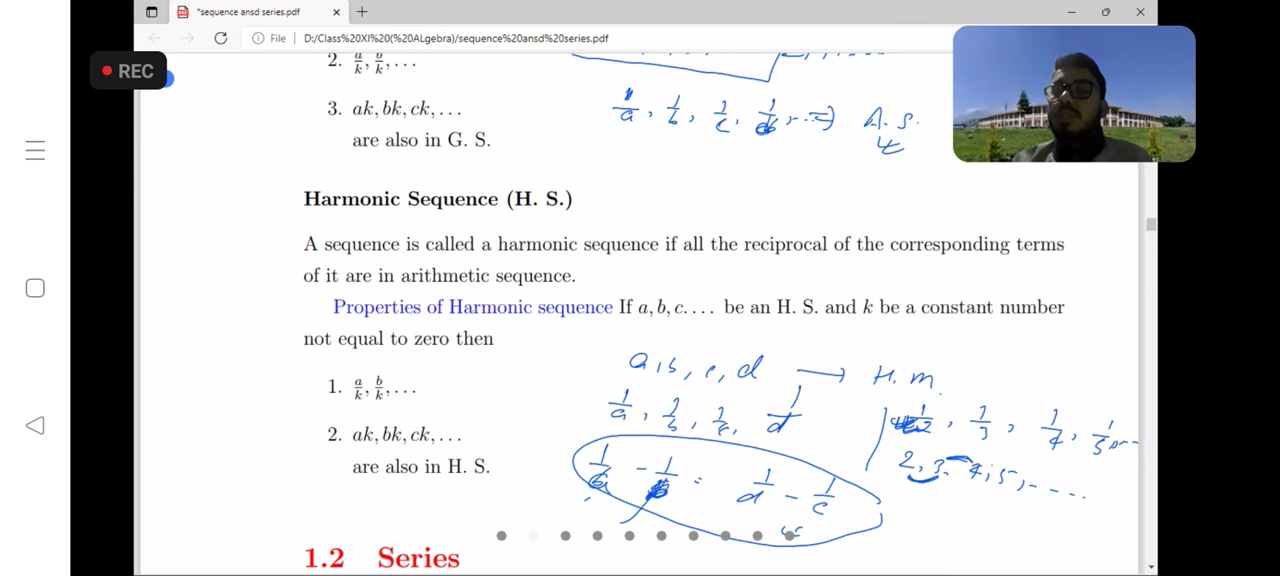 *sequence ansd series.pdf
File D:/Class%20XI%20(%20ALgebra)/sequence%20ansd%20series.pdf
REC
2. a/k, b/k, . . .
3. ak, bk, ck, . . .
are also in G. S.
1/a, 1/b, 1/c, 1/d, ... A. S.
Harmonic Sequence (H. S.)
A sequence is called a harmonic sequence if all the reciprocal of the corresponding terms
of it are in arithmetic sequence.
Properties of Harmonic sequence If a, b, c. . . . be an H. S. and k be a constant number
not equal to zero then
a, b, c, d → H. m.
1. a/k, b/k, . . .
1/a, 1/b, 1/c, 1/d
1/2, 1/3, 1/4, 1/5 ...
2. ak, bk, ck, . . .
are also in H. S.
2, 3, 4, 5, - - - -
= 1/d - 1/c
1.2 Series